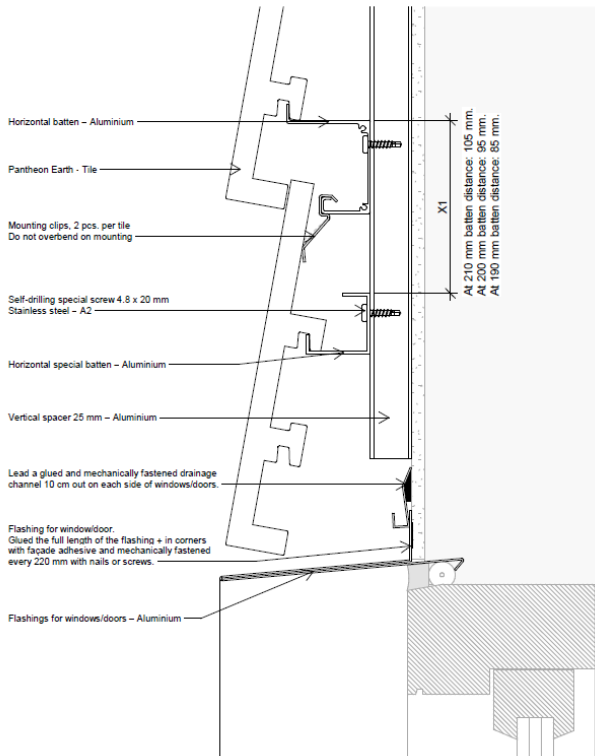 Horizontal batten – Aluminium
Pantheon Earth - Tile
Mounting clips, 2 pcs. per tile
Do not overbend on mounting
Self-drilling special screw 4.8 x 20 mm
Stainless steel – A2
Horizontal special batten – Aluminium
Vertical spacer 25 mm – Aluminium
Lead a glued and mechanically fastened drainage
channel 10 cm out on each side of windows/doors.
Flashing for window/door.
Glued the full length of the flashing + in corners
with façade adhesive and mechanically fastened
every 220 mm with nails or screws.
Flashings for windows/doors – Aluminium
X1
At 210 mm batten distance: 105 mm.
At 200 mm batten distance: 95 mm.
At 190 mm batten distance: 85 mm.